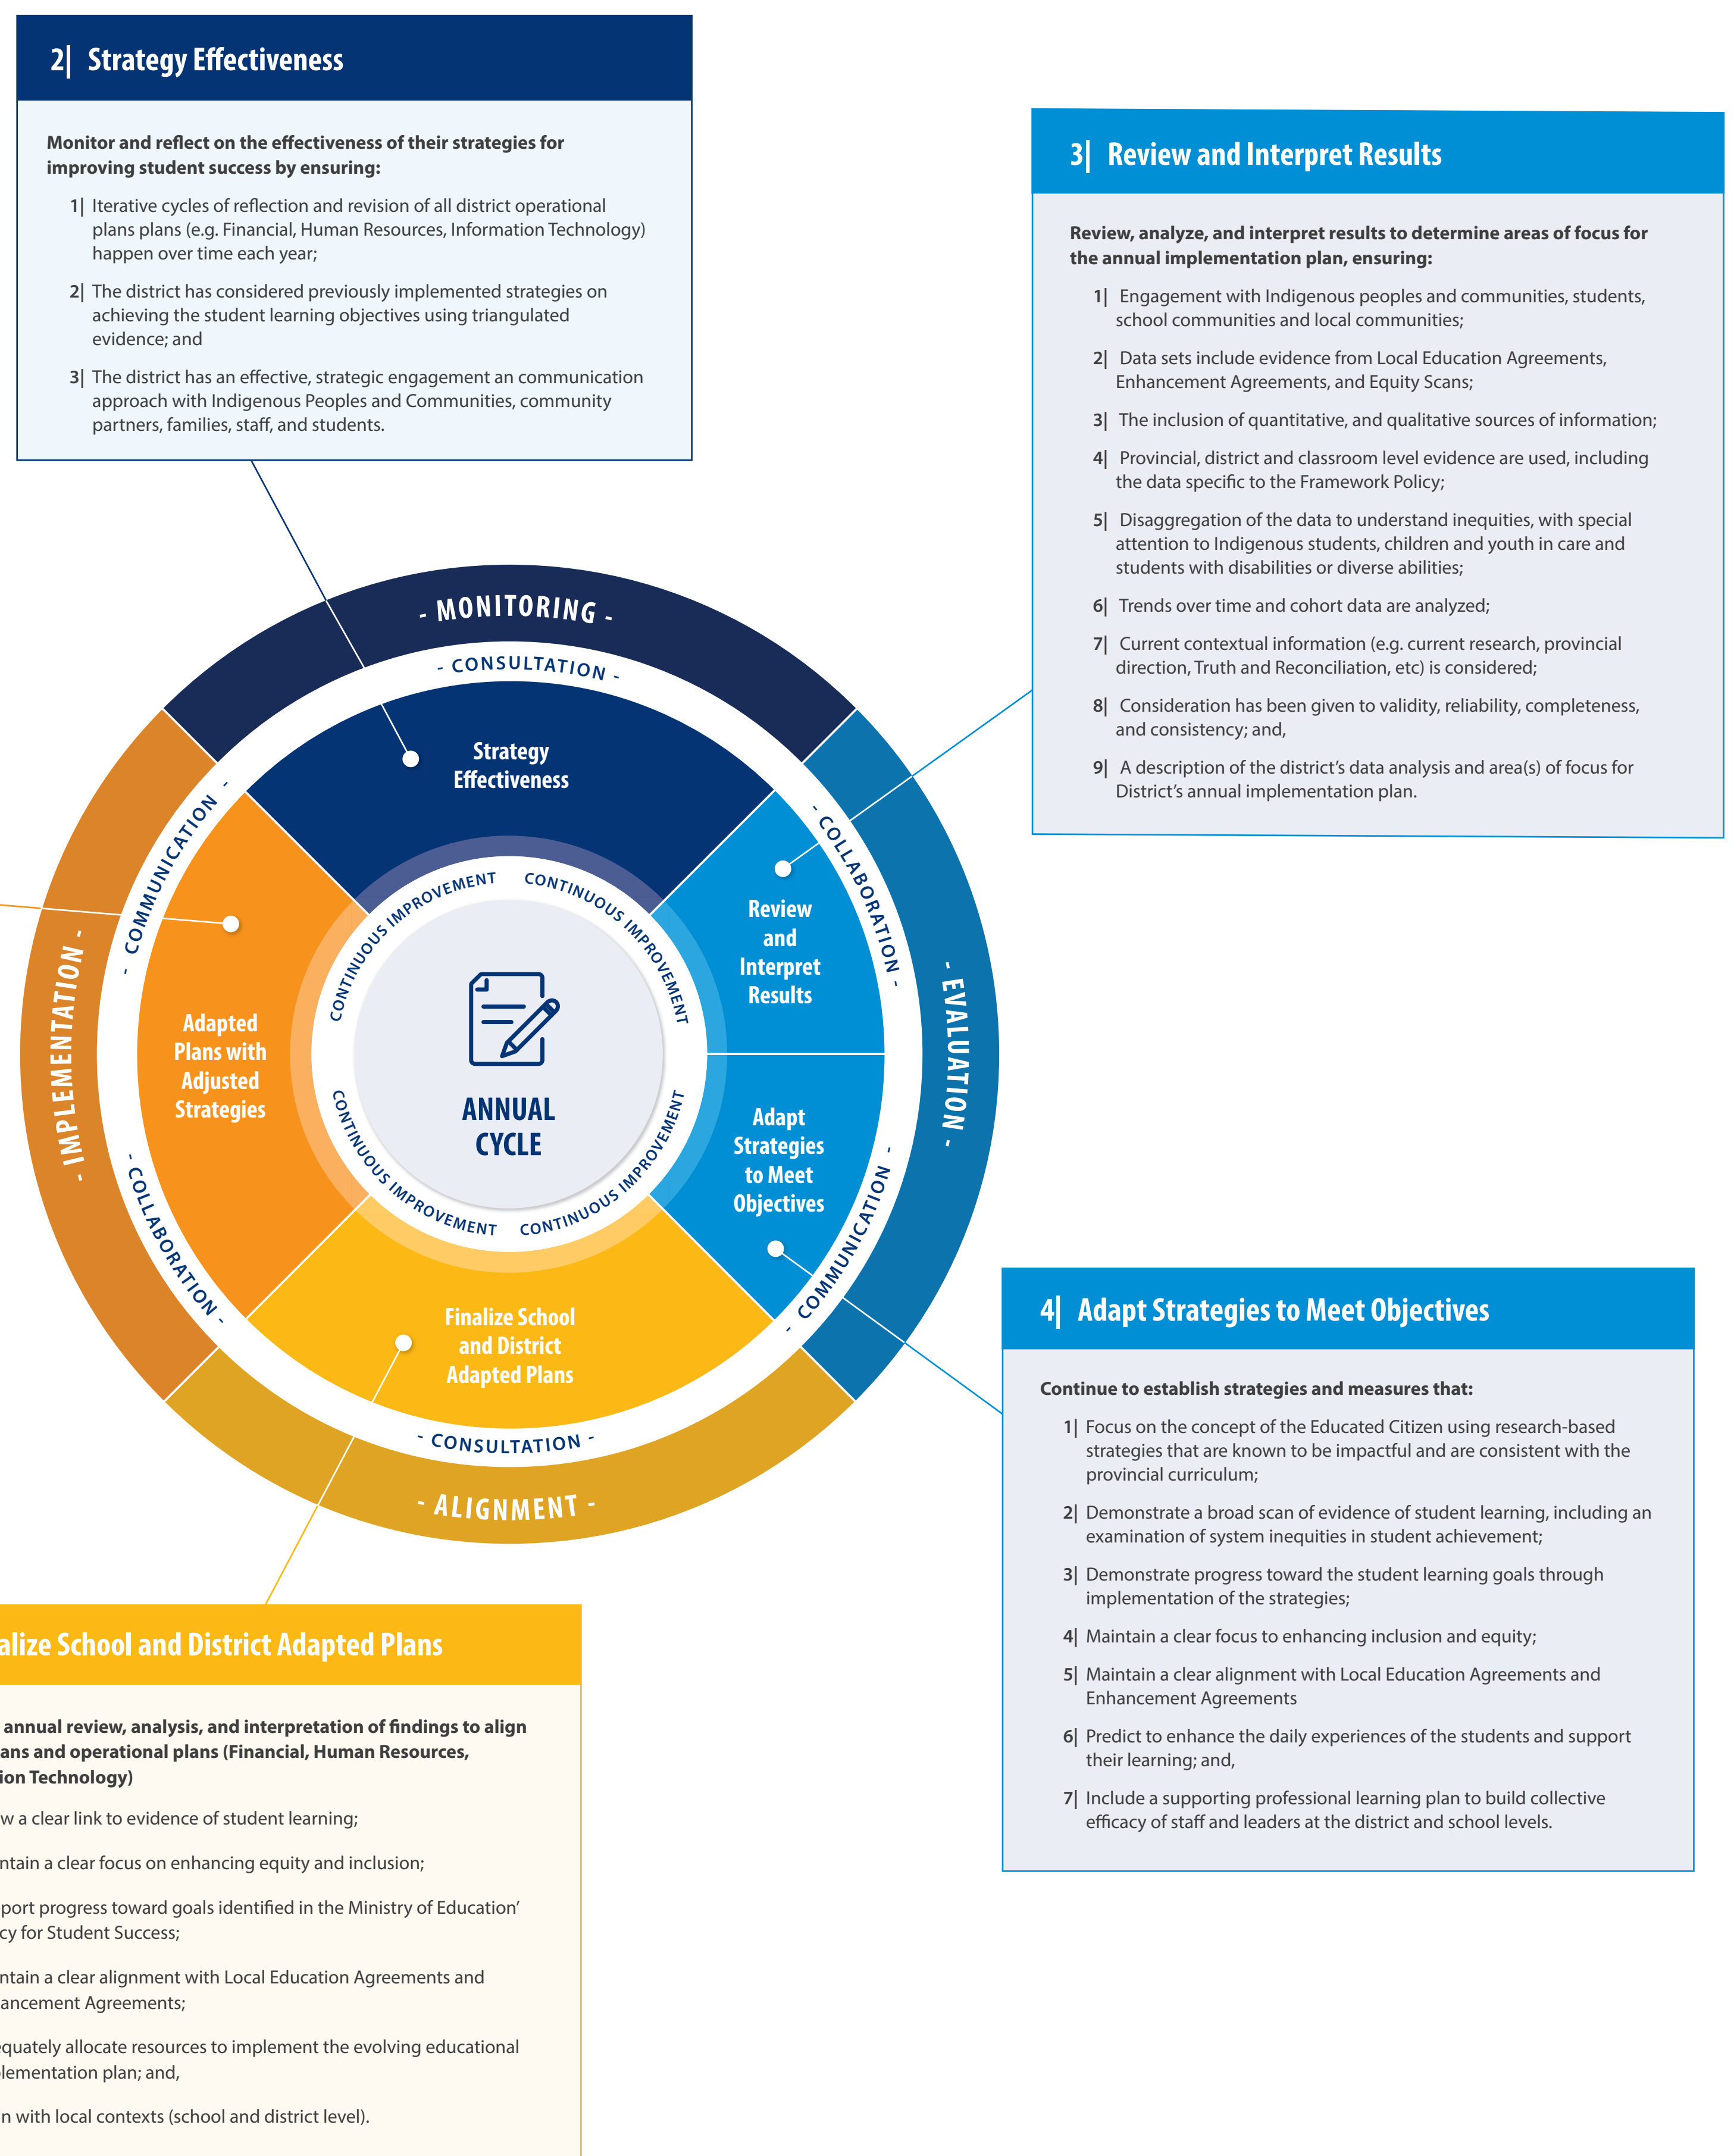 2| Strategy Effectiveness
Monitor and reflect on the effectiveness of their strategies for
improving student success by ensuring:
1| Iterative cycles of reflection and revision of all district operational
plans plans (e.g. Financial, Human Resources, Information Technology)
happen over time each year;
2| The district has considered previously implemented strategies on
achieving the student learning objectives using triangulated
evidence; and
3| The district has an effective, strategic engagement an communication
approach with Indigenous Peoples and Communities, community
partners, families, staff, and students.
3| Review and Interpret Results
Review, analyze, and interpret results to determine areas of focus for
the annual implementation plan, ensuring:
1| Engagement with Indigenous peoples and communities, students,
school communities and local communities;
2| Data sets include evidence from Local Education Agreements,
Enhancement Agreements, and Equity Scans;
3| The inclusion of quantitative, and qualitative sources of information;
4| Provincial, district and classroom level evidence are used, including
the data specific to the Framework Policy;
5| Disaggregation of the data to understand inequities, with special
attention to Indigenous students, children and youth in care and
students with disabilities or diverse abilities;
6| Trends over time and cohort data are analyzed;
7| Current contextual information (e.g. current research, provincial
direction, Truth and Reconciliation, etc) is considered;
8| Consideration has been given to validity, reliability, completeness,
and consistency; and,
9| A description of the district's data analysis and area(s) of focus for
District's annual implementation plan.
- MONITORING -
- CONSULTATION -
Strategy
Effectiveness
- COMMUNICATION -
- COLLABORATION -
CONTINUOUS IMPROVEMENT
CONTINUOUS IMPROVEMENT
Review
and
Interpret
Results
- IMPLEMENTATION -
- EVALUATION -
Adapted
Plans with
Adjusted
Strategies
ANNUAL
CYCLE
Adapt
Strategies
to Meet
Objectives
CONTINUOUS IMPROVEMENT
CONTINUOUS IMPROVEMENT
- COLLABORATION -
- COMMUNICATION -
Finalize School
and District
Adapted Plans
- CONSULTATION -
- ALIGNMENT -
4| Adapt Strategies to Meet Objectives
Continue to establish strategies and measures that:
1| Focus on the concept of the Educated Citizen using research-based
strategies that are known to be impactful and are consistent with the
provincial curriculum;
2| Demonstrate a broad scan of evidence of student learning, including an
examination of system inequities in student achievement;
3| Demonstrate progress toward the student learning goals through
implementation of the strategies;
4| Maintain a clear focus to enhancing inclusion and equity;
5| Maintain a clear alignment with Local Education Agreements and
Enhancement Agreements
6| Predict to enhance the daily experiences of the students and support
their learning; and,
7| Include a supporting professional learning plan to build collective
efficacy of staff and leaders at the district and school levels.
alize School and District Adapted Plans
annual review, analysis, and interpretation of findings to align
ans and operational plans (Financial, Human Resources,
ion Technology)
w a clear link to evidence of student learning;
ntain a clear focus on enhancing equity and inclusion;
port progress toward goals identified in the Ministry of Education'
cy for Student Success;
ntain a clear alignment with Local Education Agreements and
ancement Agreements;
equately allocate resources to implement the evolving educational
lementation plan; and,
n with local contexts (school and district level).